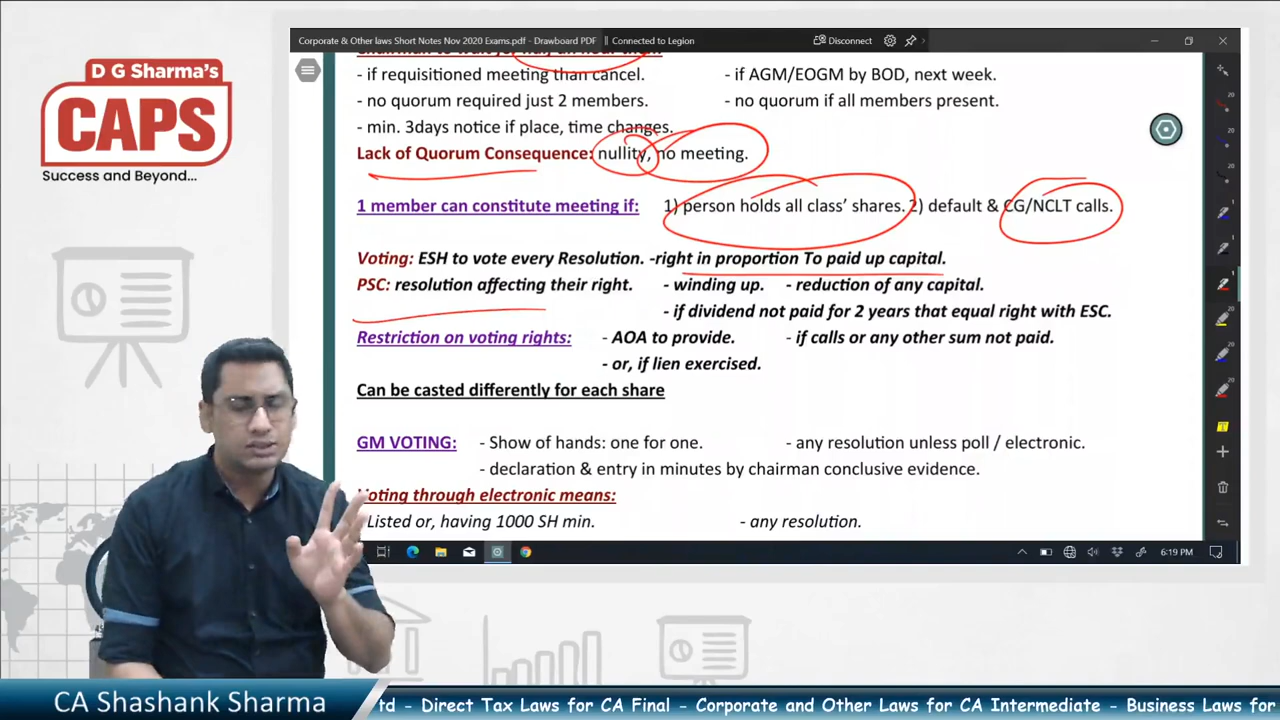 D G Sharma's
CAPS
Success and Beyond...
Corporate & Other laws Short Notes Nov 2020 Exams.pdf - Drawboard PDF || Connected to Legion
Disconnect
- if requisitioned meeting than cancel. - if AGM/EOGM by BOD, next week.
- no quorum required just 2 members. - no quorum if all members present.
- min. 3days notice if place, time changes.
Lack of Quorum Consequence: nullity, no meeting.
1 member can constitute meeting if: 1) person holds all class' shares. 2) default & CG/NCLT calls.
Voting: ESH to vote every Resolution. -right in proportion To paid up capital.
PSC: resolution affecting their right. - winding up. - reduction of any capital.
- if dividend not paid for 2 years that equal right with ESC.
Restriction on voting rights: - AOA to provide. - if calls or any other sum not paid.
- or, if lien exercised.
Can be casted differently for each share
GM VOTING: - Show of hands: one for one. - any resolution unless poll / electronic.
- declaration & entry in minutes by chairman conclusive evidence.
Voting through electronic means:
Listed or, having 1000 SH min. - any resolution.
6:19 PM
CA Shashank Sharma
td - Direct Tax Laws for CA Final - Corporate and Other Laws for CA Intermediate - Business Laws for